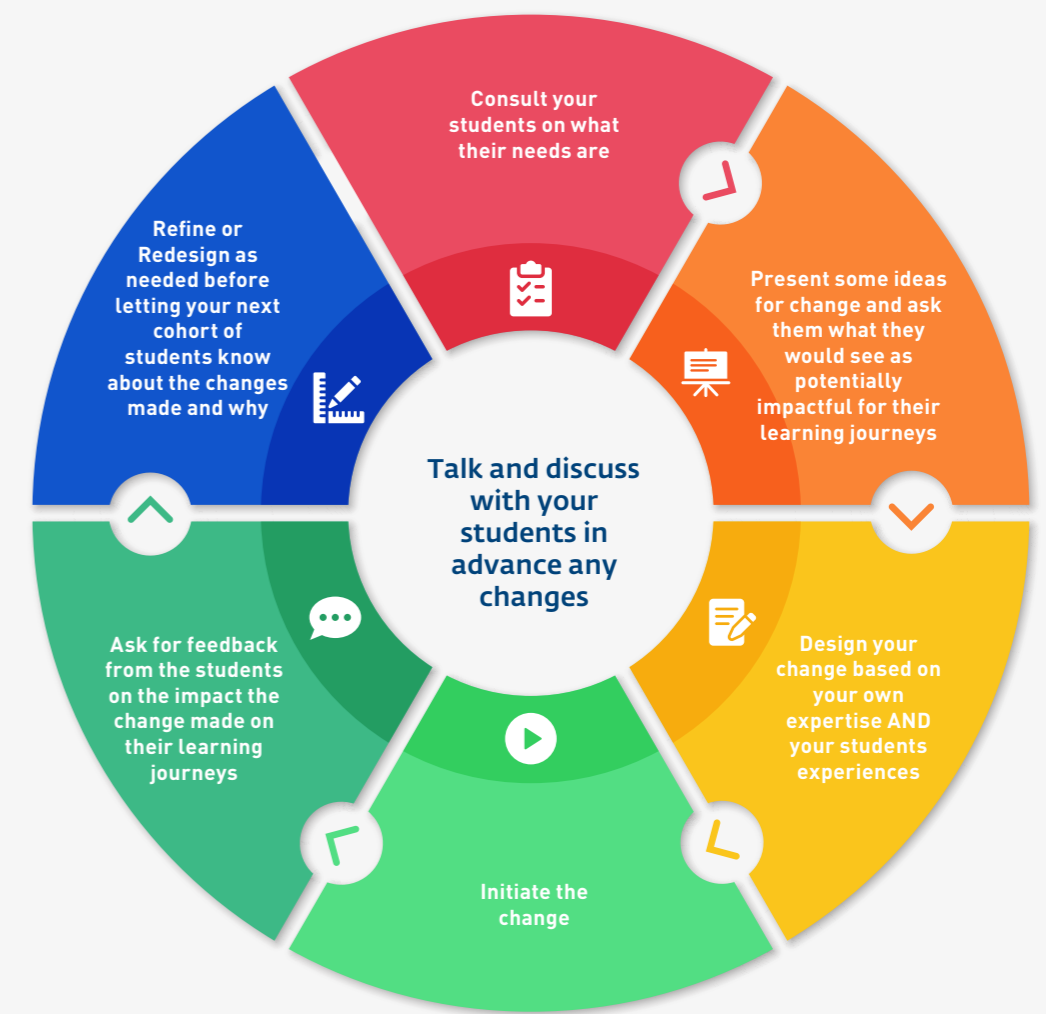 Consult your
students on what
their needs are
Present some ideas
for change and ask
them what they
would see as
potentially
impactful for their
learning journeys
Design your
change based on
your own
expertise AND
your students
experiences
Initiate the
change
Ask for feedback
from the students
on the impact the
change made on
their learning
journeys
Refine or
Redesign as
needed before
letting your next
cohort of
students know
about the changes
made and why
Talk and discuss
with your
students in
advance any
changes